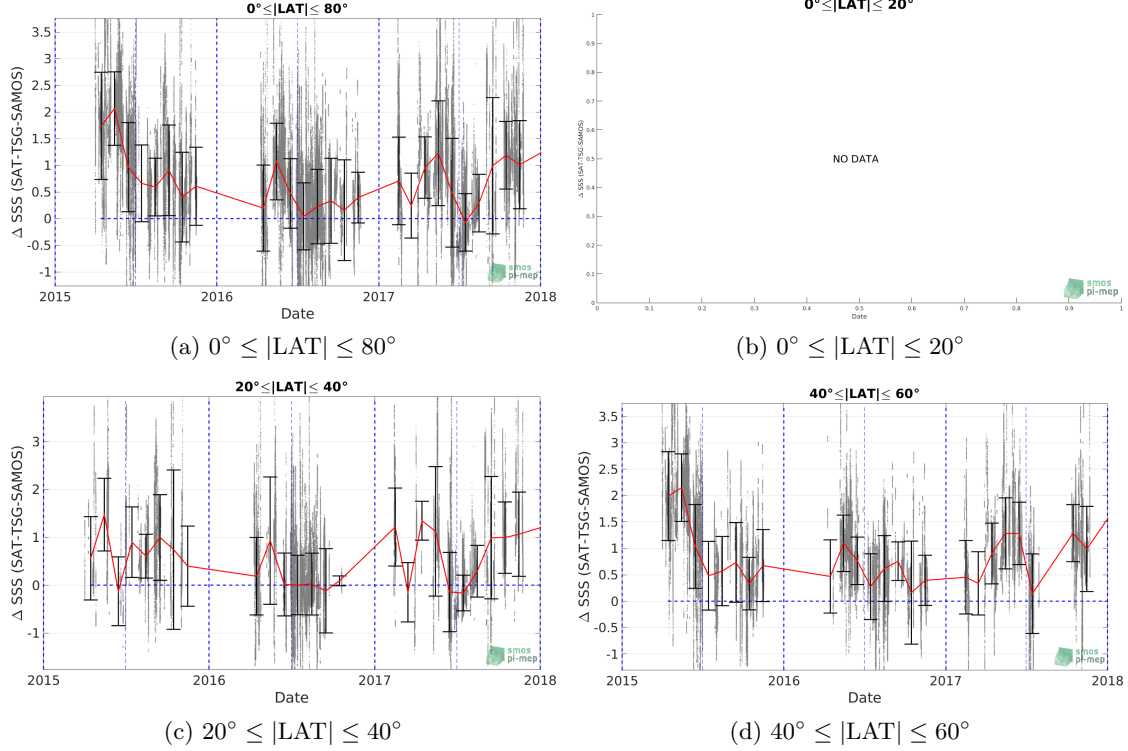 0°≤|LAT|≤ 80°
Δ SSS (SAT-TSG-SAMOS)
3.5
3
2.5
2
1.5
1
0.5
0
-0.5
-1
2015
2016
2017
2018
Date
smos
pi-mep
(a) 0° ≤ |LAT| ≤ 80°
0°≤|LAT|≤ 20°
Δ SSS (SAT-TSG-SAMOS)
1
0.9
0.8
0.7
0.6
0.5
0.4
0.3
0.2
0.1
0
NO DATA
0
0.1
0.2
0.3
0.4
0.5
0.6
0.7
0.8
0.9
1
Date
smos
pi-mep
(b) 0° ≤ |LAT| ≤ 20°
20°≤|LAT|≤ 40°
Δ SSS (SAT-TSG-SAMOS)
3
2
1
0
-1
2015
2016
2017
2018
Date
smos
pi-mep
(c) 20° ≤ |LAT| ≤ 40°
40°≤|LAT|≤ 60°
Δ SSS (SAT-TSG-SAMOS)
3.5
3
2.5
2
1.5
1
0.5
0
-0.5
-1
2015
2016
2017
2018
Date
smos
pi-mep
(d) 40° ≤ |LAT| ≤ 60°